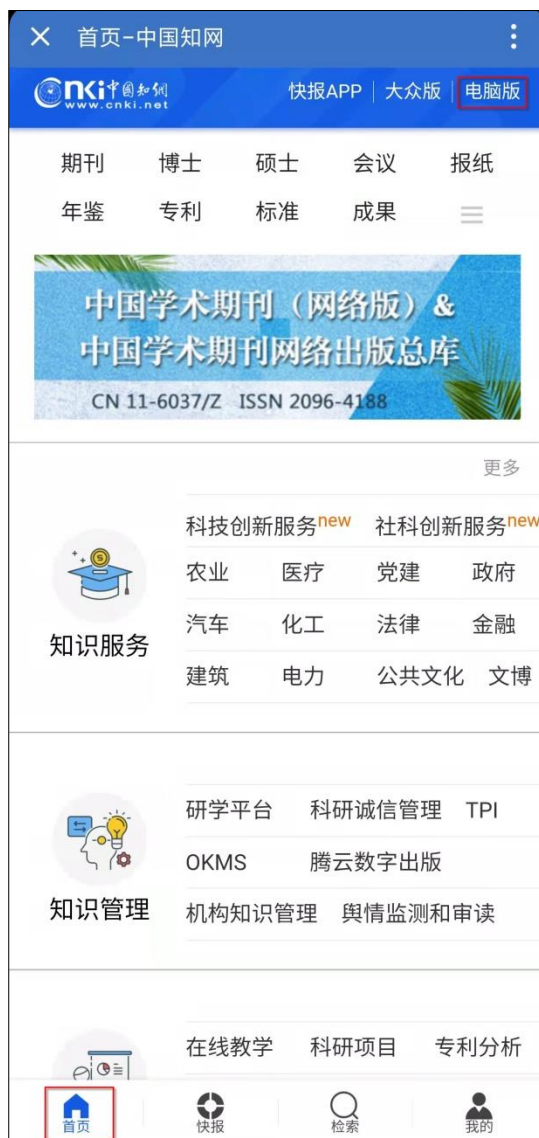 首页-中国知网
cnki中国知网
www.cnki.net
快报APP 大众版 电脑版
期刊 博士 硕士 会议 报纸
年鉴 专利 标准 成果
中国学术期刊（网络版）&
中国学术期刊网络出版总库
CN 11-6037/Z ISSN 2096-4188
更多
知识服务
科技创新服务new 社科创新服务new
农业 医疗 党建 政府
汽车 化工 法律 金融
建筑 电力 公共文化 文博
知识管理
研学平台 科研诚信管理 TPI
OKMS 腾云数字出版
机构知识管理 舆情监测和审读
在线教学 科研项目 专利分析
首页 快报 检索 我的